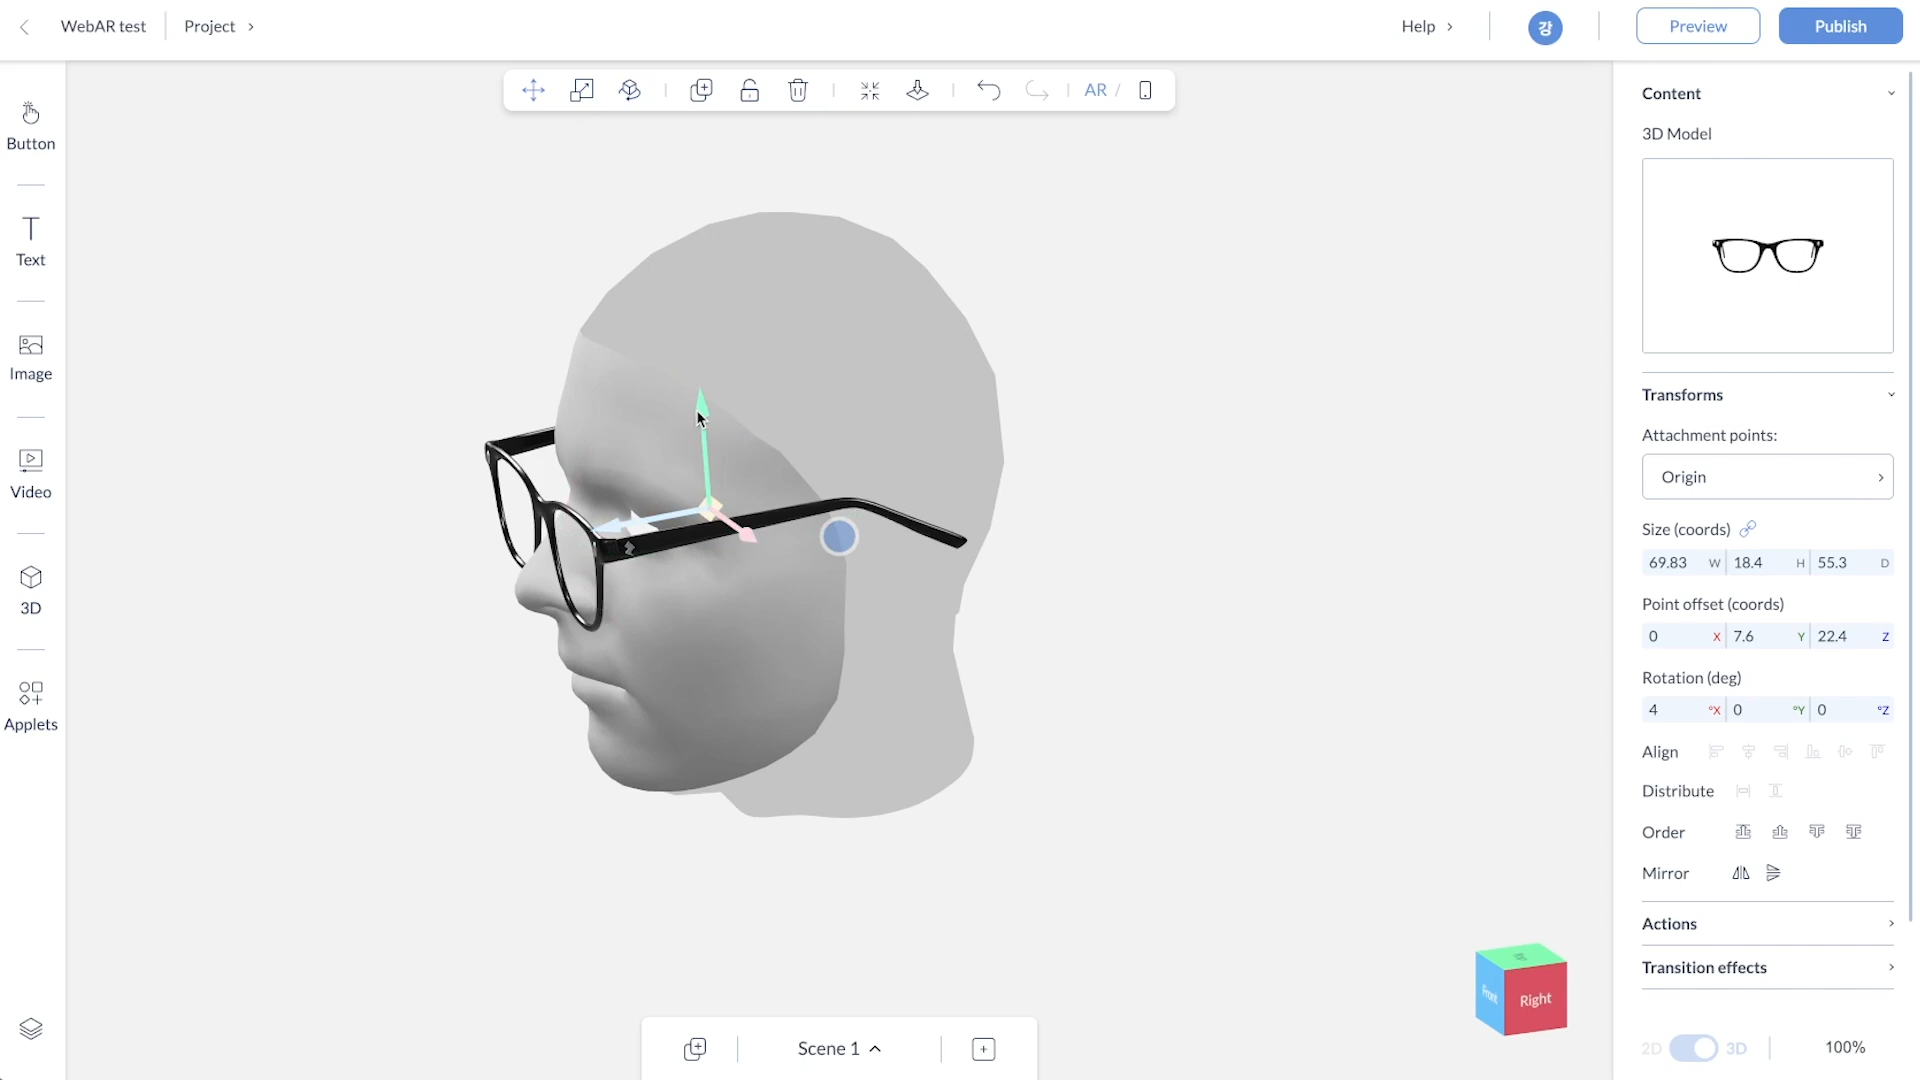 WebAR test
Project
Help
강
Preview
Publish
AR /
Button
Text
Image
Video
3D
Applets
Content
3D Model
Transforms
Attachment points:
Origin
Size (coords)
69.83 W 18.4 H 55.3 D
Point offset (coords)
0 X 7.6 Y 22.4 Z
Rotation (deg)
4 °X 0 °Y 0 °Z
Align
Distribute
Order
Mirror
Actions
Transition effects
Front
Right
Scene 1
2D 3D 100%